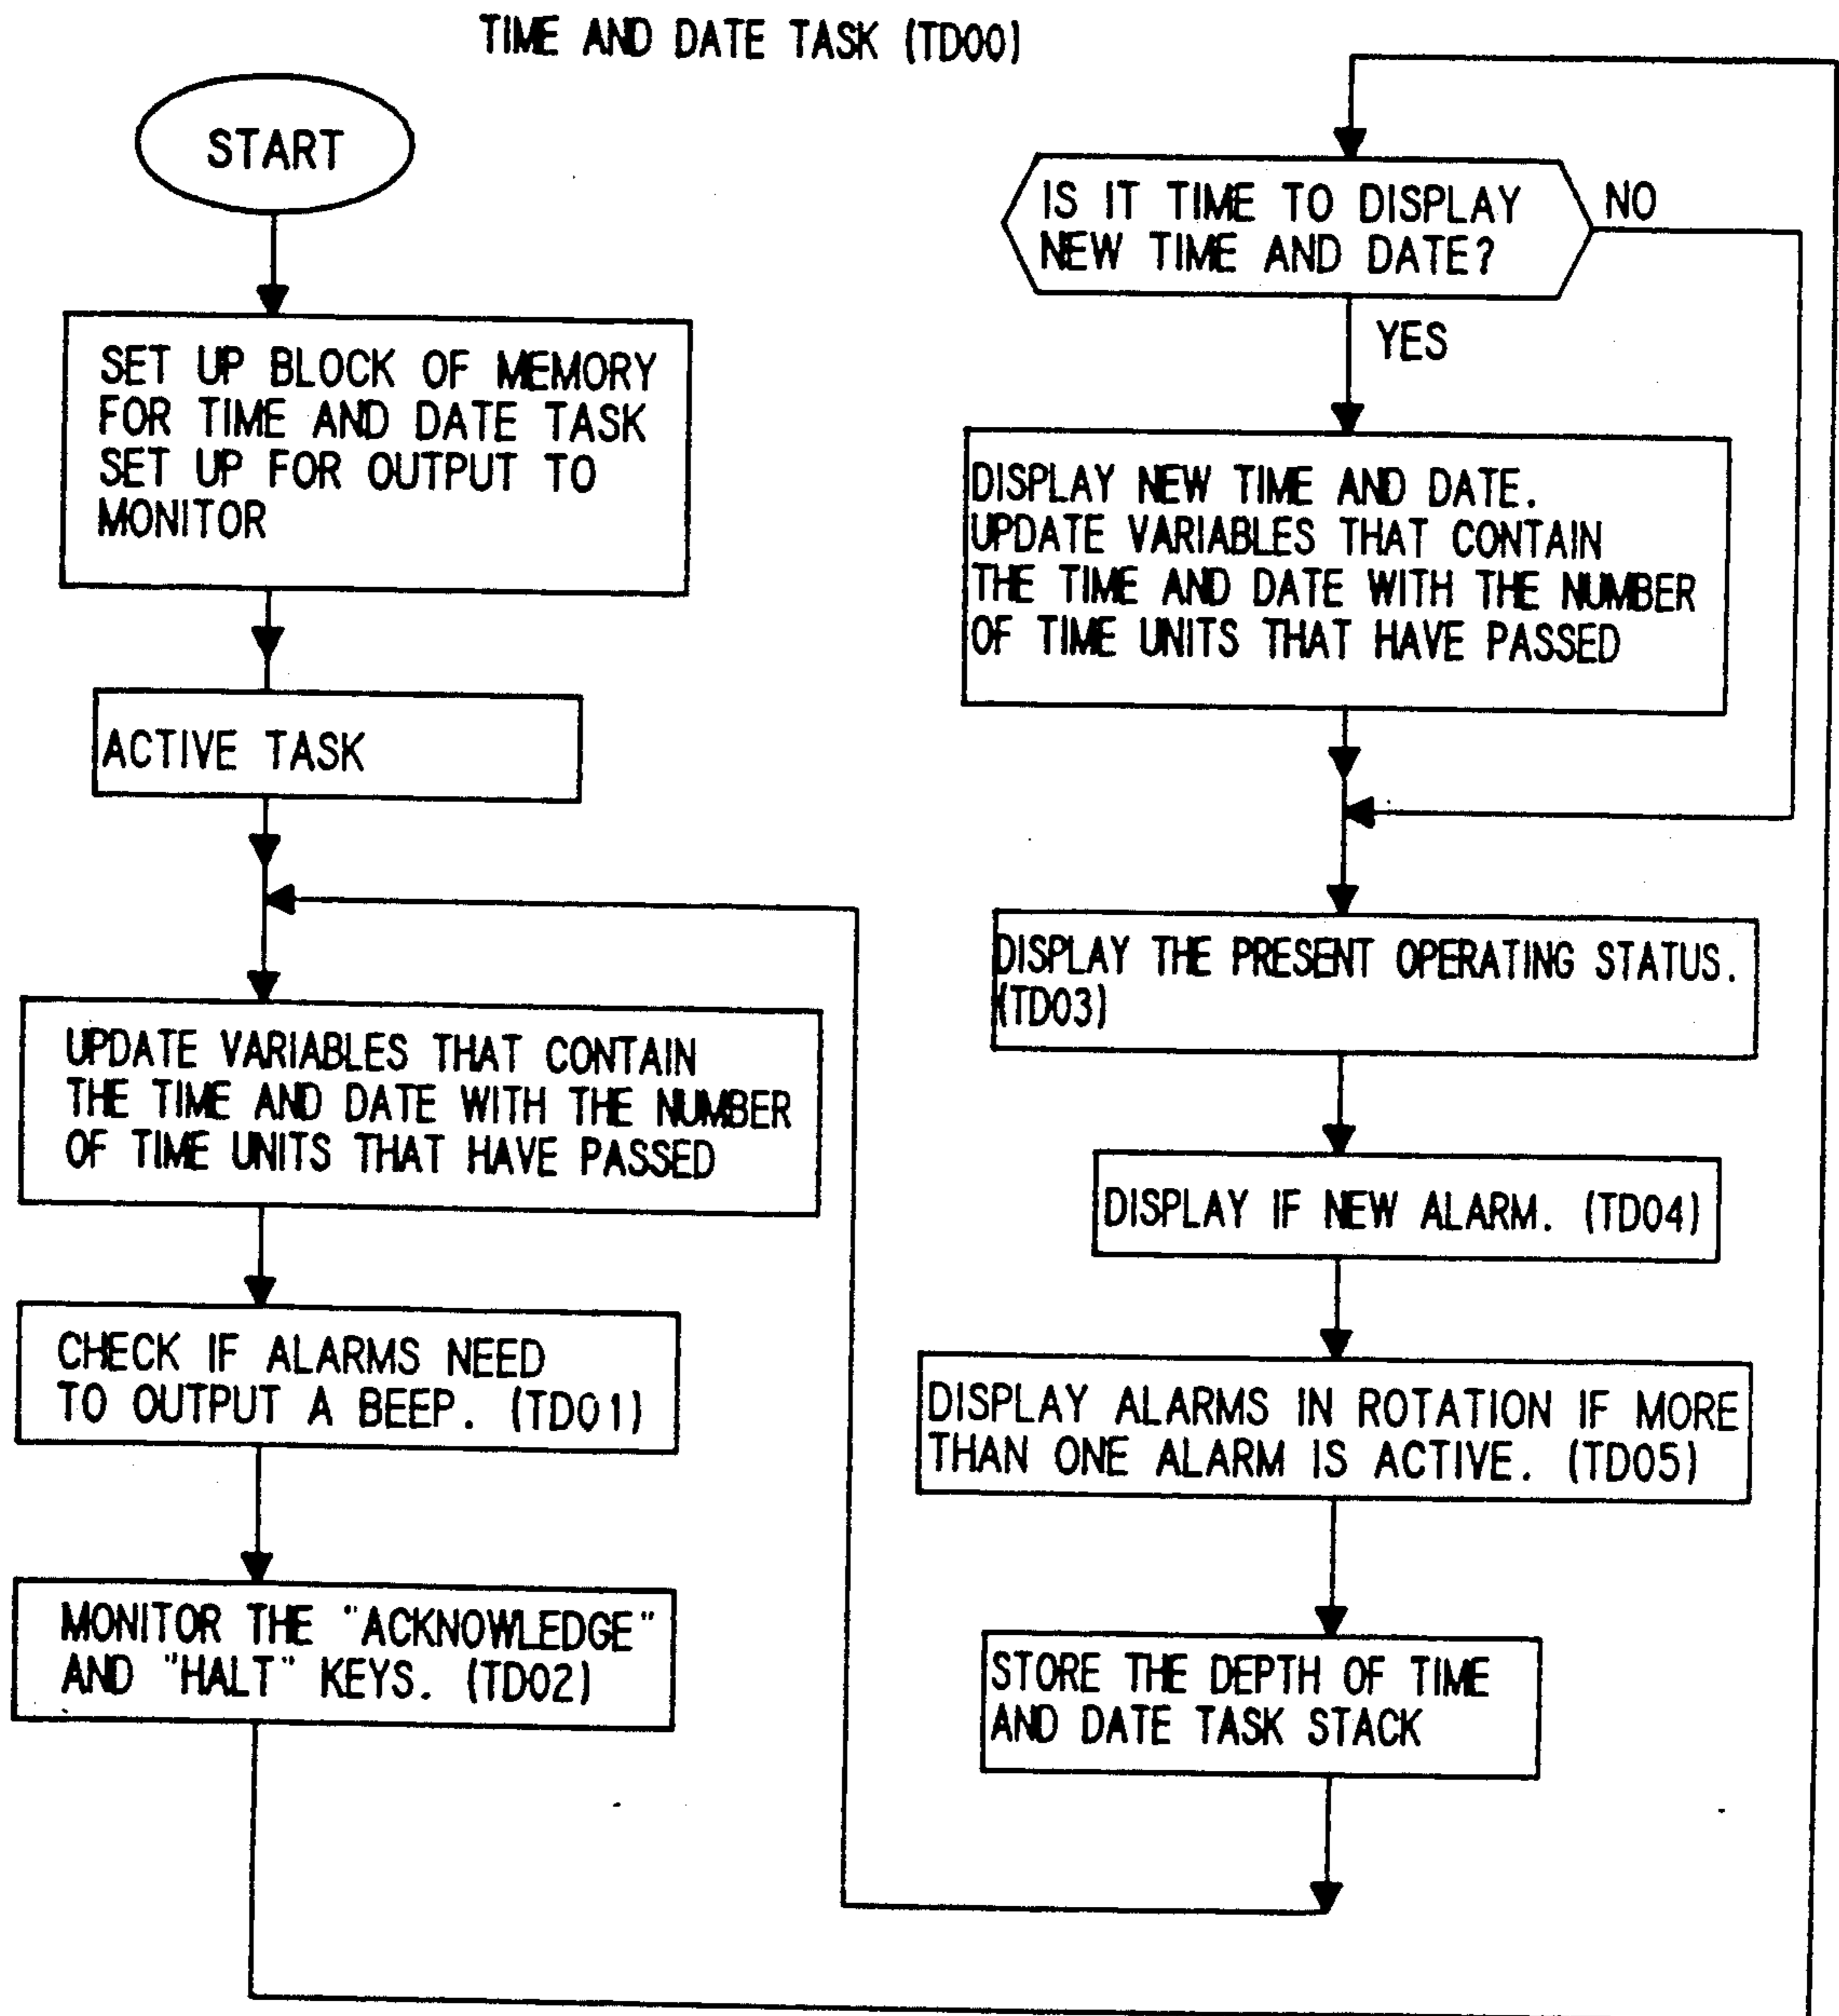 TIME AND DATE TASK (TD00)
START
SET UP BLOCK OF MEMORY
FOR TIME AND DATE TASK
SET UP FOR OUTPUT TO
MONITOR
ACTIVE TASK
UPDATE VARIABLES THAT CONTAIN
THE TIME AND DATE WITH THE NUMBER
OF TIME UNITS THAT HAVE PASSED
CHECK IF ALARMS NEED
TO OUTPUT A BEEP. (TD01)
MONITOR THE "ACKNOWLEDGE"
AND "HALT" KEYS. (TD02)
IS IT TIME TO DISPLAY
NEW TIME AND DATE?
NO
YES
DISPLAY NEW TIME AND DATE.
UPDATE VARIABLES THAT CONTAIN
THE TIME AND DATE WITH THE NUMBER
OF TIME UNITS THAT HAVE PASSED
DISPLAY THE PRESENT OPERATING STATUS.
(TD03)
DISPLAY IF NEW ALARM. (TD04)
DISPLAY ALARMS IN ROTATION IF MORE
THAN ONE ALARM IS ACTIVE. (TD05)
STORE THE DEPTH OF TIME
AND DATE TASK STACK